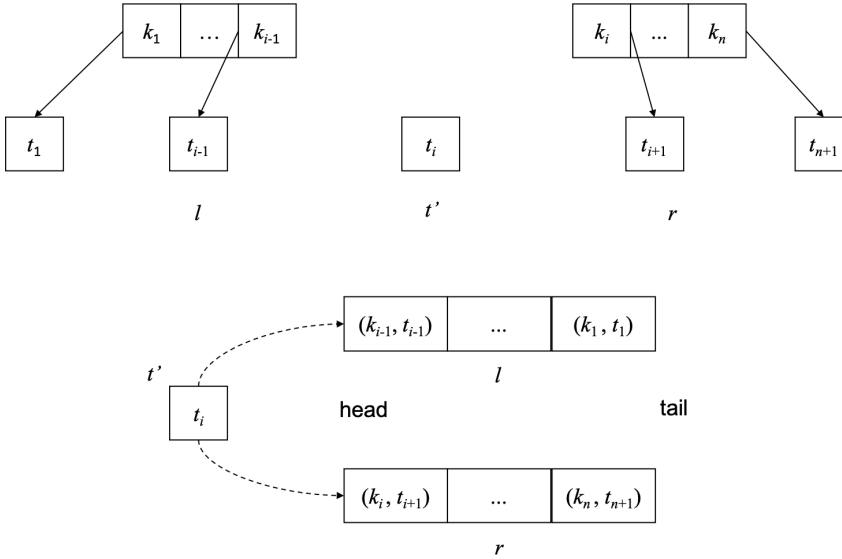 k₁ … kᵢ₋₁ kᵢ ... kₙ
t₁ tᵢ₋₁ tᵢ tᵢ₊₁ tₙ₊₁
l t’ r
(kᵢ₋₁, tᵢ₋₁) ... (k₁, t₁)
l
t’
tᵢ
head tail
(kᵢ, tᵢ₊₁) ... (kₙ, tₙ₊₁)
r